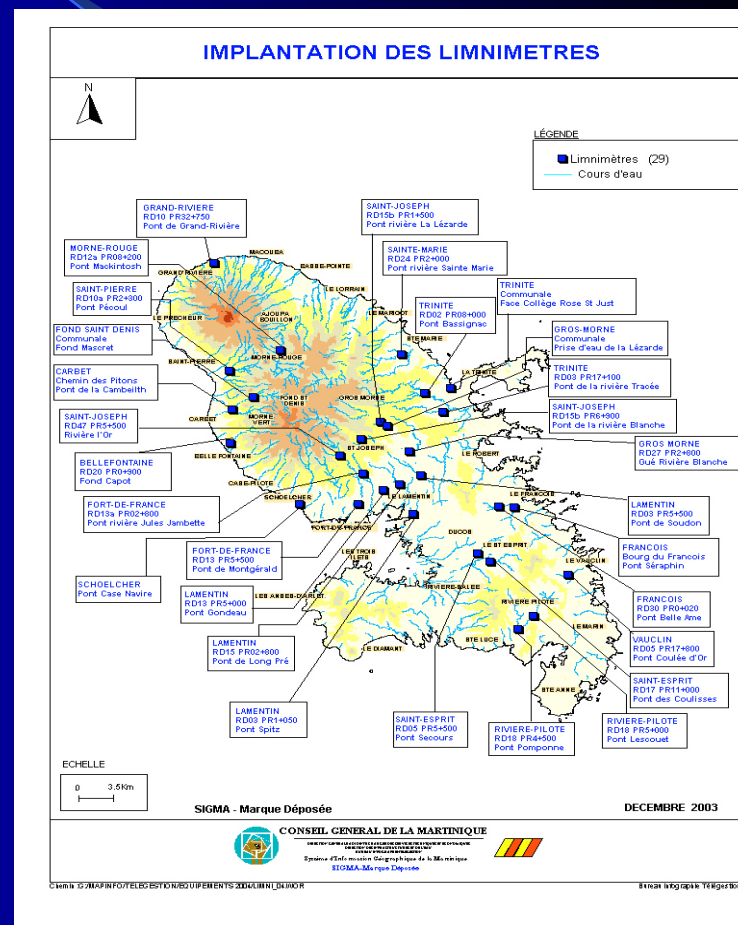 IMPLANTATION DES LIMNIMETRES
N
LÉGENDE
Limnimètres (29)
Cours d'eau
GRAND-RIVIERE
RD10 PR32+750
Pont de Grand-Rivière
SAINT-JOSEPH
RD15b PR1+500
Pont rivière La Lézarde
MORNE-ROUGE
RD12a PR08+200
Pont Mackintosh
SAINTE-MARIE
RD24 PR2+000
Pont rivière Sainte Marie
SAINT-PIERRE
RD10a PR2+800
Pont Pécoul
TRINITE
Communale
Face Collège Rose St Just
TRINITE
RD02 PR08+000
Pont Bassignac
FOND SAINT DENIS
Communale
Fond Mascret
GROS-MORNE
Communale
Prise d'eau de la Lézarde
CARBET
Chemin des Pitons
Pont de la Cambeilth
TRINITE
RD03 PR17+100
Pont de la rivière Tracée
SAINT-JOSEPH
RD47 PR5+500
Rivière l'Or
SAINT-JOSEPH
RD15b PR6+900
Pont de la rivière Blanche
BELLEFONTAINE
RD20 PR0+900
Fond Capot
GROS MORNE
RD27 PR2+800
Gué Rivière Blanche
FORT-DE-FRANCE
RD13a PR02+800
Pont rivière Jules Jambette
LAMENTIN
RD03 PR5+500
Pont de Soudon
FORT-DE-FRANCE
RD13 PR5+500
Pont de Montgérald
FRANCOIS
Bourg du Francois
Pont Séraphin
SCHOELCHER
Pont Case Navire
LAMENTIN
RD13 PR5+000
Pont Gondeau
FRANCOIS
RD30 PR0+020
Pont Belle Ame
LAMENTIN
RD15 PR02+800
Pont de Long Pré
VAUCLIN
RD05 PR17+800
Pont Coulée d'Or
SAINT-ESPRIT
RD17 PR11+000
Pont des Coulisses
LAMENTIN
RD03 PR1+050
Pont Spitz
SAINT-ESPRIT
RD05 PR5+500
Pont Secours
RIVIERE-PILOTE
RD18 PR4+500
Pont Pomponne
RIVIERE-PILOTE
RD18 PR5+000
Pont Lescouet
MACOUBA
GRAND'RIVIERE
BASSE-POINTE
LE LORRAIN
LE PRECHEUR
AJOUPA
BOUILLON
LE MARIGOT
STE MARIE
MORNE-ROUGE
SAINT-PIERRE
LA TRINITE
FOND ST
DENIS
GROS MORNE
CARBET
MORNE
VERT
ST JOSEPH
LE ROBERT
BELLE FONTAINE
CASE-PILOTE
SCHOELCHER
LE LAMENTIN
LE FRANCOIS
FORT-DE-FRANCE
DUCOS
LE ST ESPRIT
LES TROIS
ILETS
LE VAUCLIN
RIVIERE-SALEE
LES ANSES-D'ARLET
RIVIERE PILOTE
LE MARIN
STE LUCE
LE DIAMANT
STE ANNE
ECHELLE
0 3.5Km
SIGMA - Marque Déposée
DECEMBRE 2003
CONSEIL GENERAL DE LA MARTINIQUE
Système d'Information Géographique de la Martinique
SIGMA-Marque Déposée
Chemin :G:/MAPINFO/TELEGESTION/EQUIPEMENTS 2004/LIMNI_04.WOR
Bureau Infographie Télégestion